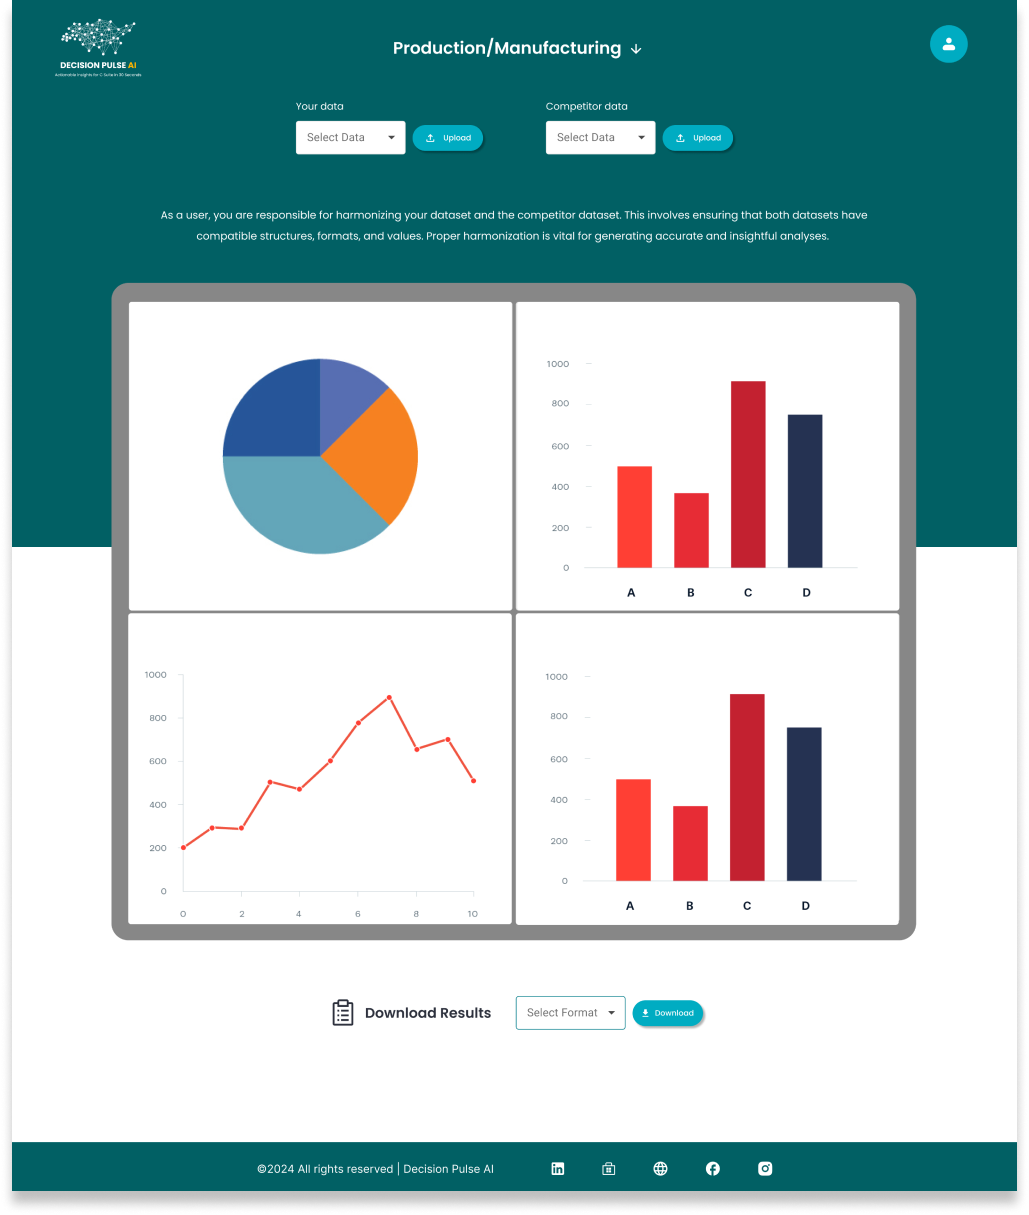 DECISION PULSE AI
Actionable Insights for C-Suite in 30 Seconds
Production/Manufacturing
Your data
Competitor data
Select Data
Upload
Select Data
Upload
As a user, you are responsible for harmonizing your dataset and the competitor dataset. This involves ensuring that both datasets have
compatible structures, formats, and values. Proper harmonization is vital for generating accurate and insightful analyses.
1000
800
600
400
200
0
A B C D
1000
800
600
400
200
0
0 2 4 6 8 10
1000
800
600
400
200
0
A B C D
Download Results
Select Format
Download
©2024 All rights reserved | Decision Pulse AI